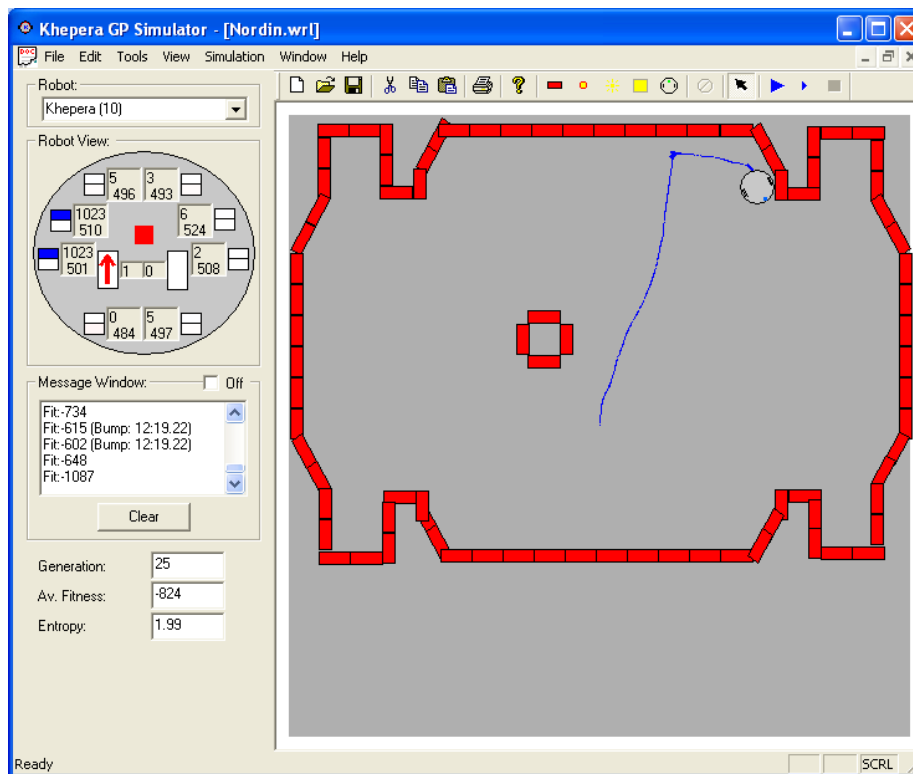 Khepera GP Simulator - [Nordin.wrl]
File Edit Tools View Simulation Window Help
Robot:
Khepera (10)
Robot View:
5 3
496 493
1023 6
510 524
1023 2
501 1 0 508
0 5
484 497
Message Window: Off
Fit:-734
Fit:-615 (Bump: 12:19.22)
Fit:-602 (Bump: 12:19.22)
Fit:-648
Fit:-1087
Clear
Generation: 25
Av. Fitness: -824
Entropy: 1.99
Ready SCRL